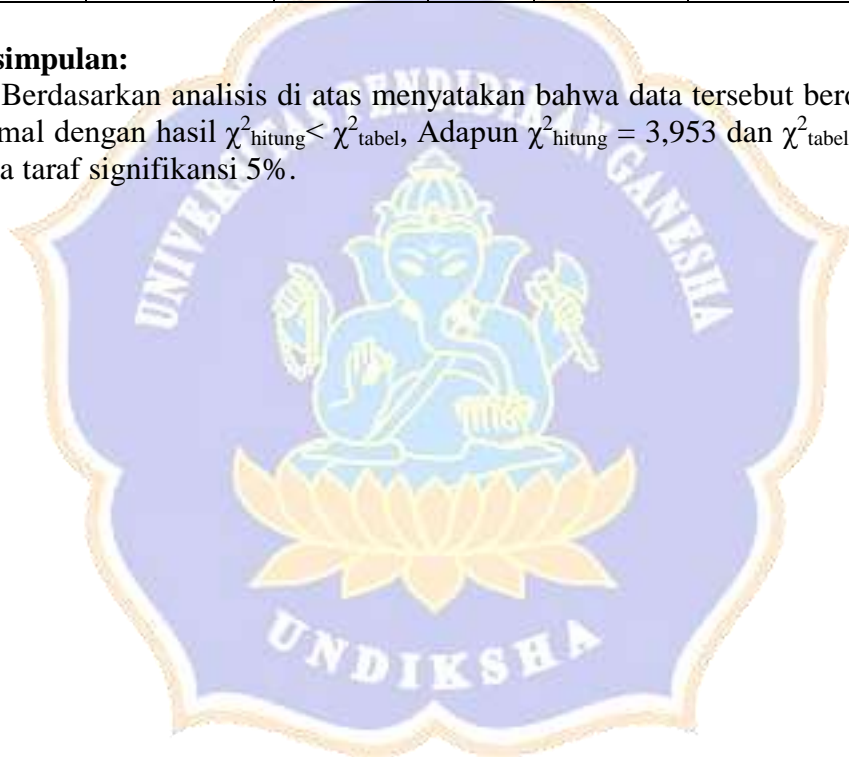 simpulan:
Berdasarkan analisis di atas menyatakan bahwa data tersebut berd
mal dengan hasil χ²hitung< χ²tabel, Adapun χ²hitung = 3,953 dan χ²tabel
a taraf signifikansi 5%.
UNIVERSITAS PENDIDIKAN GANESHA
UNDIKSHA